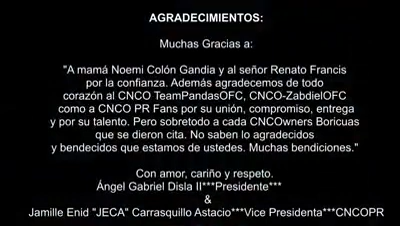 AGRADECIMIENTOS:
Muchas Gracias a:
"A mamá Noemi Colón Gandía y al señor Renato Francis
por la confianza. Además agradecemos de todo
corazón al CNCO TeamPandasOFC, CNCO-ZabdielOFC
como a CNCO PR Fans por su unión, compromiso, entrega
y por su talento. Pero sobretodo a cada CNCOwners Boricuas
que se dieron cita. No saben lo agradecidos
y bendecidos que estamos de ustedes. Muchas bendiciones."
Con amor, cariño y respeto.
Ángel Gabriel Disla II***Presidente***
&
Jamille Enid "JECA" Carrasquillo Astacio***Vice Presidenta***CNCOPR